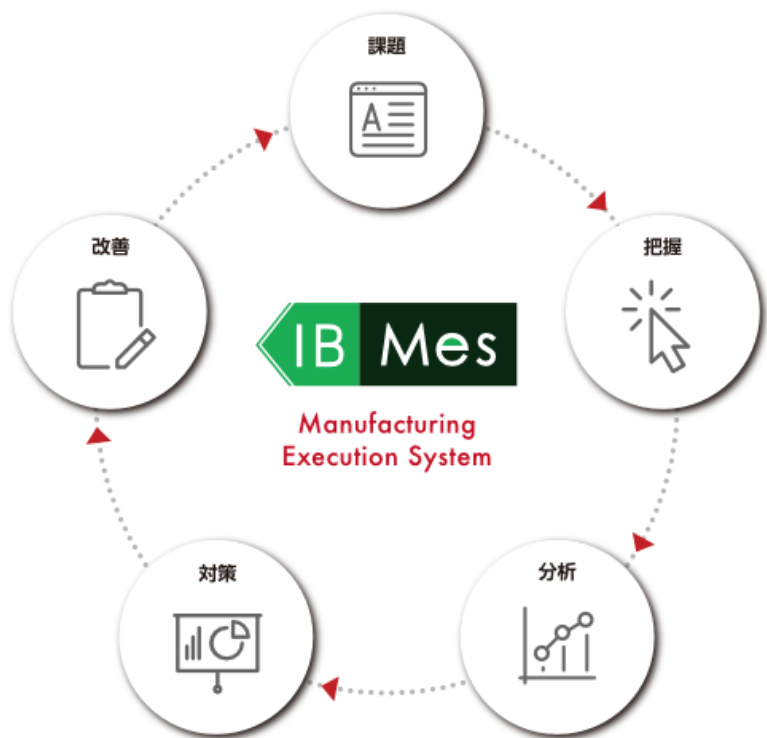 課題
改善
把握
IB Mes
Manufacturing
Execution System
対策
分析
A